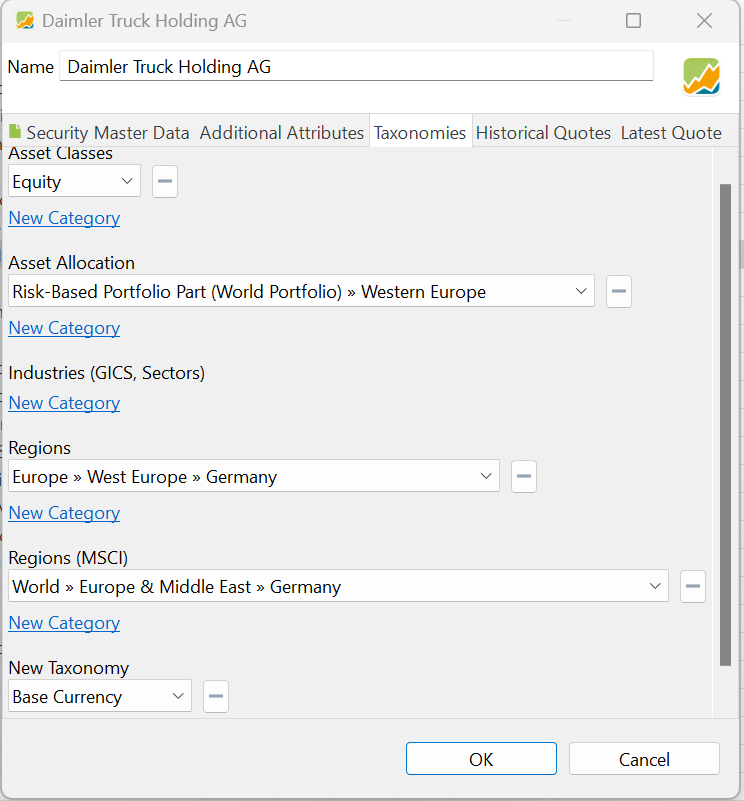 Daimler Truck Holding AG
Name Daimler Truck Holding AG
Security Master Data Additional Attributes Taxonomies Historical Quotes Latest Quote
Asset Classes
Equity
New Category
Asset Allocation
Risk-Based Portfolio Part (World Portfolio) » Western Europe
New Category
Industries (GICS, Sectors)
New Category
Regions
Europe » West Europe » Germany
New Category
Regions (MSCI)
World » Europe & Middle East » Germany
New Category
New Taxonomy
Base Currency
OK Cancel